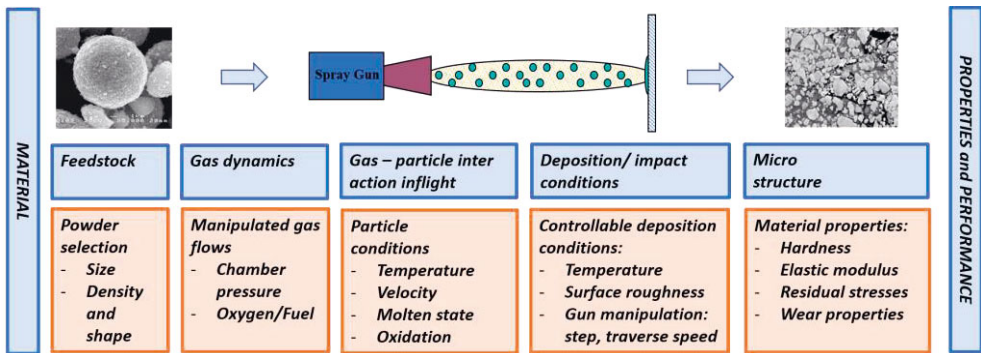 MATERIAL
Spray Gun
Feedstock
Gas dynamics
Gas – particle inter
action inflight
Deposition/ impact
conditions
Micro
structure
Powder
selection
- Size
- Density
and
shape
Manipulated gas
flows
- Chamber
pressure
- Oxygen/Fuel
Particle
conditions
- Temperature
- Velocity
- Molten state
- Oxidation
Controllable deposition
conditions:
- Temperature
- Surface roughness
- Gun manipulation:
step, traverse speed
Material properties:
- Hardness
- Elastic modulus
- Residual stresses
- Wear properties
PROPERTIES and PERFORMANCE